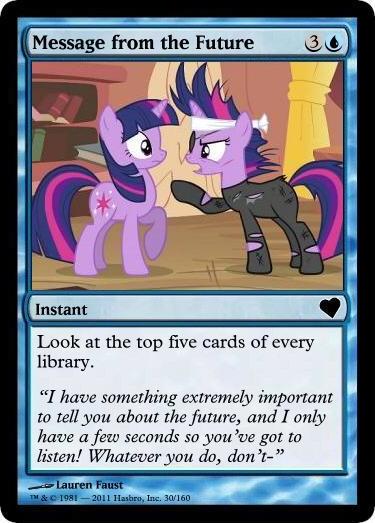 Message from the Future 3
Instant
Look at the top five cards of every
library.
“I have something extremely important
to tell you about the future, and I only
have a few seconds so you’ve got to
listen! Whatever you do, don’t-”
Lauren Faust
™ & © 1981 — 2011 Hasbro, Inc. 30/160